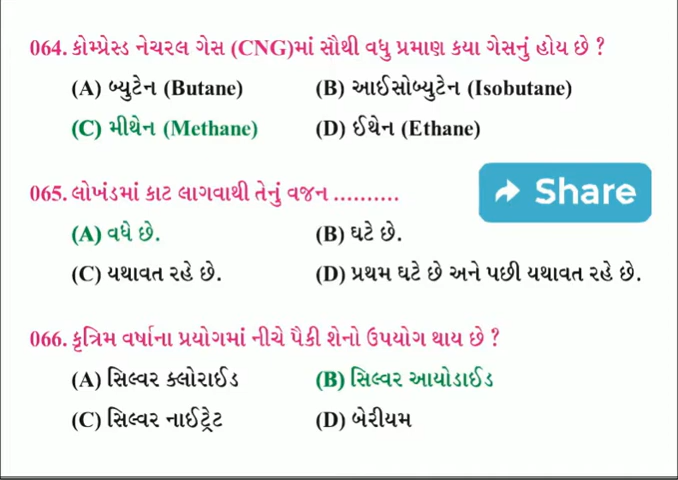 064. કોમ્પ્રેસ્ડ નેચરલ ગેસ (CNG)માં સૌથી વધુ પ્રમાણ કયા ગેસનું હોય છે ?
(A) બ્યુટેન (Butane) (B) આઈસોબ્યુટેન (Isobutane)
(C) મીથેન (Methane) (D) ઈથેન (Ethane)
065. લોખંડમાં કાટ લાગવાથી તેનું વજન ..........
Share
(A) વધે છે. (B) ઘટે છે.
(C) યથાવત રહે છે. (D) પ્રથમ ઘટે છે અને પછી યથાવત રહે છે.
066. કૃત્રિમ વર્ષાના પ્રયોગમાં નીચે પૈકી શેનો ઉપયોગ થાય છે ?
(A) સિલ્વર ક્લોરાઈડ (B) સિલ્વર આયોડાઈડ
(C) સિલ્વર નાઈટ્રેટ (D) બેરીયમ